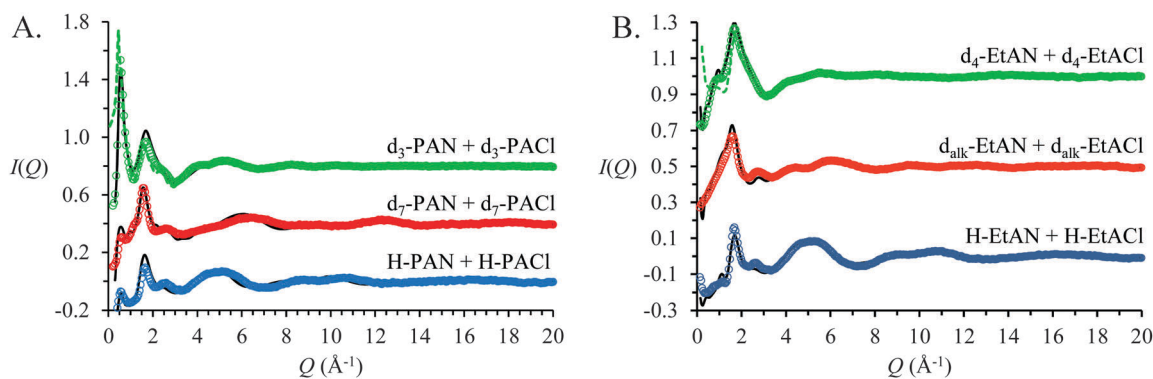 A.
1.8
1.4
1.0
0.6
0.2
-0.2
I(Q)
d₃-PAN + d₃-PACl
d₇-PAN + d₇-PACl
H-PAN + H-PACl
0 2 4 6 8 10 12 14 16 18 20
Q (Å⁻¹)
B.
1.3
1.1
0.9
0.7
0.5
0.3
0.1
-0.1
-0.3
I(Q)
d₄-EtAN + d₄-EtACl
dₐₗₖ-EtAN + dₐₗₖ-EtACl
H-EtAN + H-EtACl
0 2 4 6 8 10 12 14 16 18 20
Q (Å⁻¹)